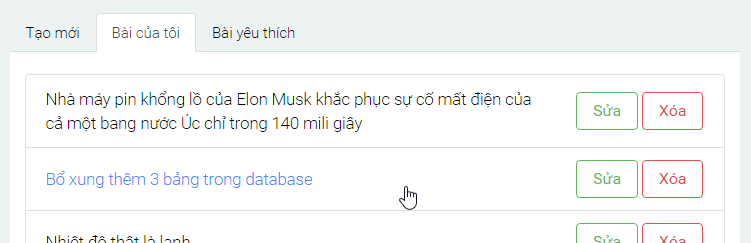 Tạo mới Bài của tôi Bài yêu thích
Nhà máy pin khổng lồ của Elon Musk khắc phục sự cố mất điện của
cả một bang nước Úc chỉ trong 140 mili giây
Sửa Xóa
Bổ xung thêm 3 bảng trong database
Sửa Xóa
Nhiệt độ thật là lạnh
Sửa Xóa